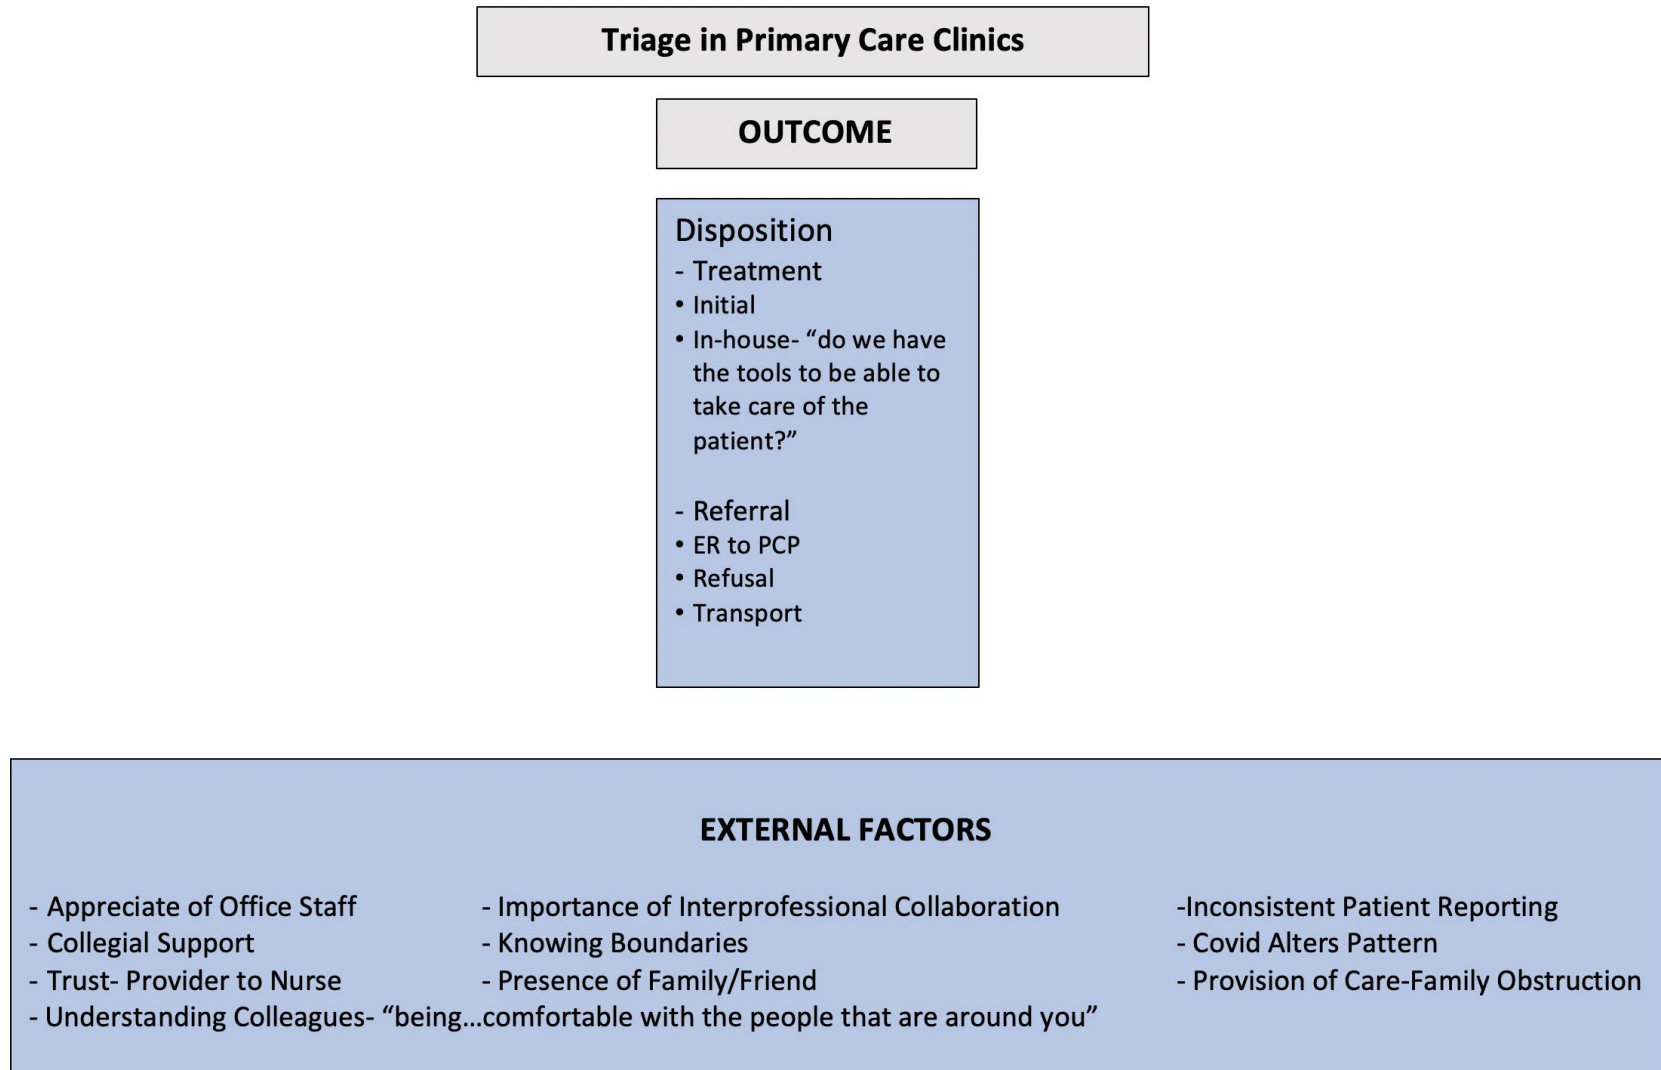 Triage in Primary Care Clinics
OUTCOME
Disposition
- Treatment
• Initial
• In-house- “do we have
the tools to be able to
take care of the
patient?”
- Referral
• ER to PCP
• Refusal
• Transport
EXTERNAL FACTORS
- Appreciate of Office Staff
- Collegial Support
- Trust- Provider to Nurse
- Understanding Colleagues- “being...comfortable with the people that are around you”
- Importance of Interprofessional Collaboration
- Knowing Boundaries
- Presence of Family/Friend
-Inconsistent Patient Reporting
- Covid Alters Pattern
- Provision of Care-Family Obstruction